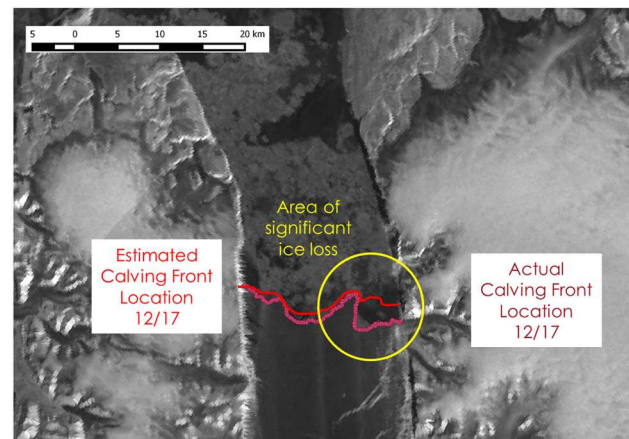 5 0 5 10 15 20 km
Area of
significant
ice loss
Estimated
Calving Front
Location
12/17
Actual
Calving Front
Location
12/17